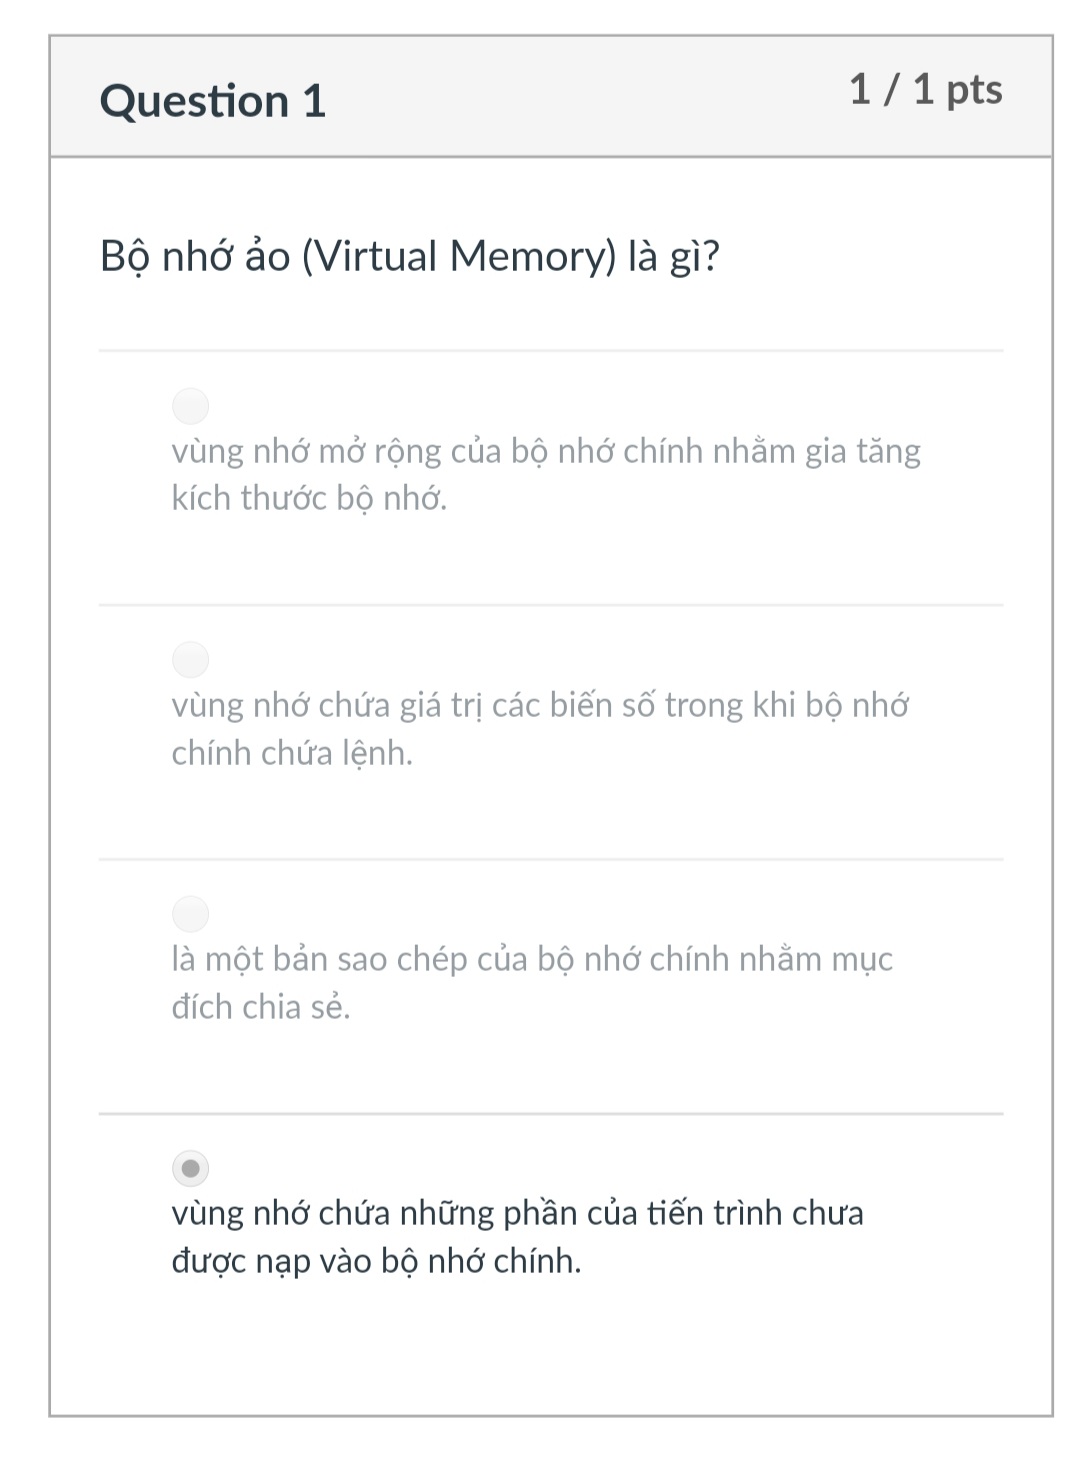 Question 1
1 / 1 pts
Bộ nhớ ảo (Virtual Memory) là gì?
vùng nhớ mở rộng của bộ nhớ chính nhằm gia tăng
kích thước bộ nhớ.
vùng nhớ chứa giá trị các biến số trong khi bộ nhớ
chính chứa lệnh.
là một bản sao chép của bộ nhớ chính nhằm mục
đích chia sẻ.
vùng nhớ chứa những phần của tiến trình chưa
được nạp vào bộ nhớ chính.